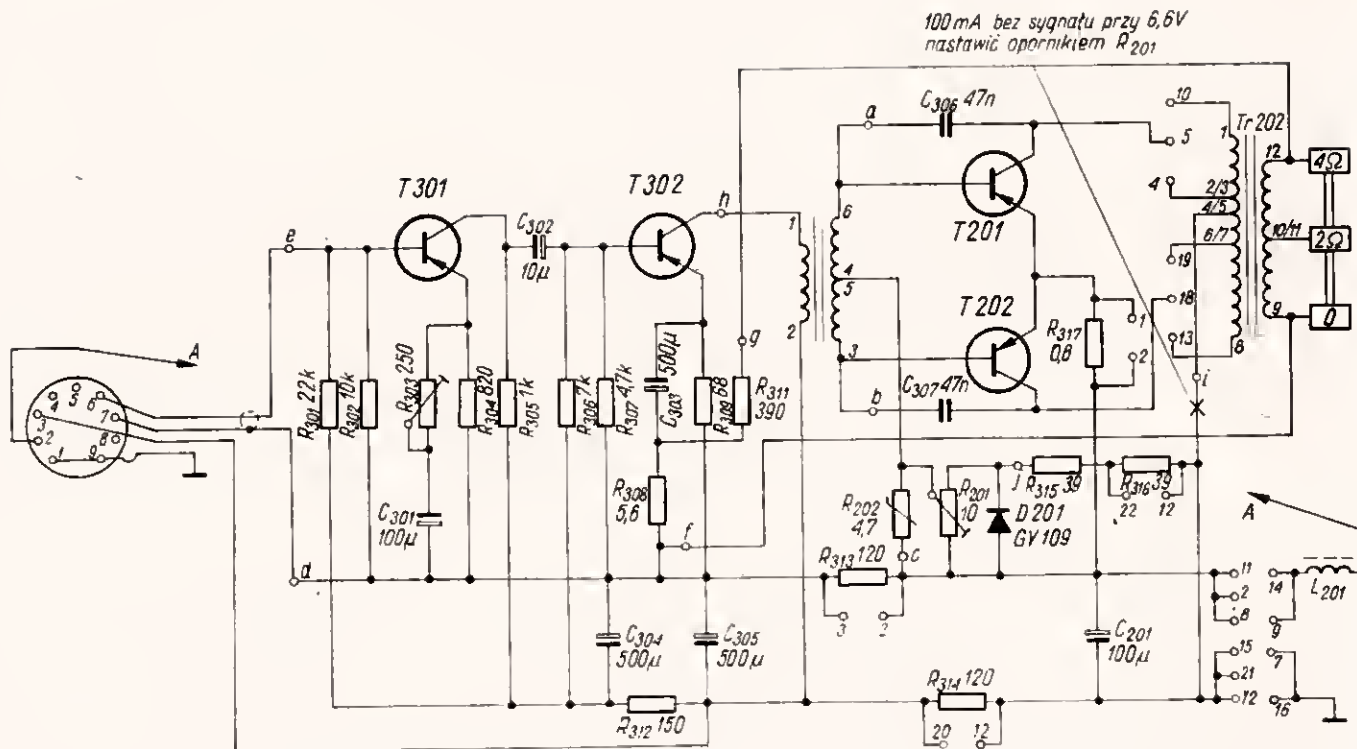 100 mA bez sygnału przy 6,6V
nastawić opornikiem R201
10
C306 47n
a
5
Tr202
1
12
4Ω
T301
T302
h
4
2/3
4/5
6
T201
C302
10μ
e
1
6/7
10/11
2Ω
19
4
5
T202
18
2
g
1
R317
0,8
13
9
0
3
2
8
A
C307 47n
i
b
5
4
6
3
7
2
8
1
9
R301 22k
R302 10k
R303 250
R304 820
R305 1k
R306 7k
R307 4,7k
C303 500μ
R309 68
R311
390
R308
5,6
R202
4,7
R201
10
j
R315 39
R316 39
22
12
D201
GY109
A
C301
100μ
f
c
d
R313 120
11
14
L201
2
3
2
8
9
C304
500μ
C305
500μ
C201
100μ
15
7
R314 120
21
12
16
R312 150
20
12